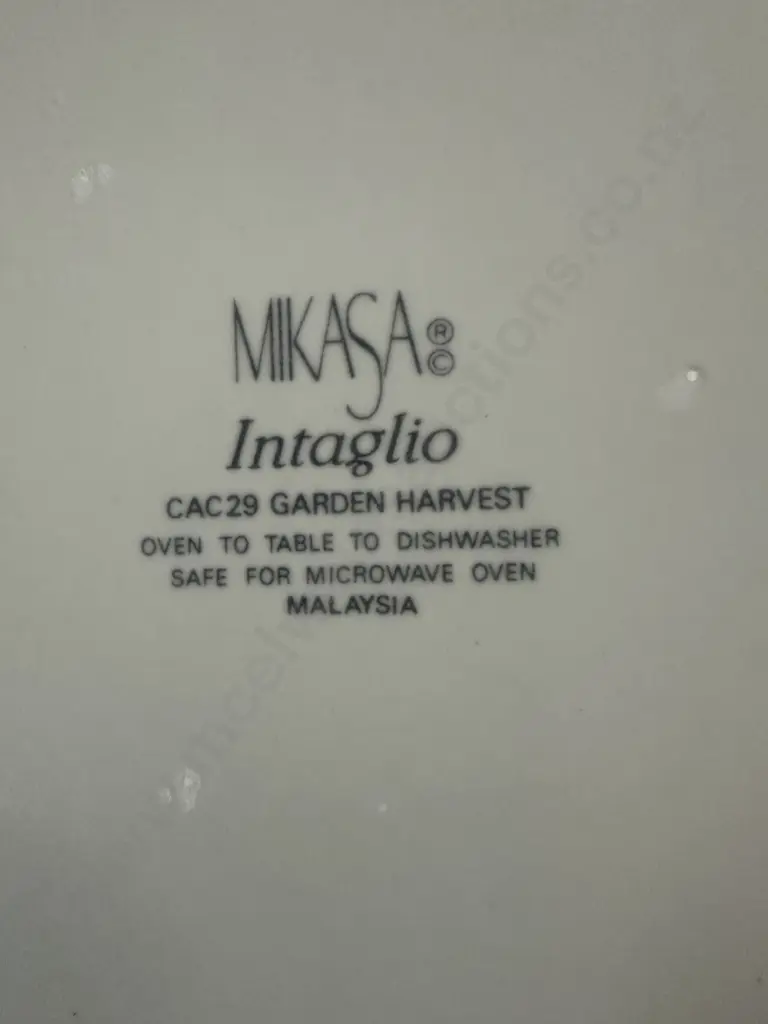 MIKASA®©
Intaglio
CAC29 GARDEN HARVEST
OVEN TO TABLE TO DISHWASHER
SAFE FOR MICROWAVE OVEN
MALAYSIA